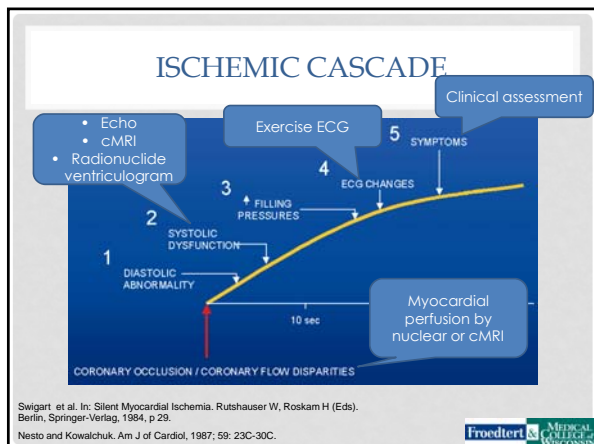 ISCHEMIC CASCADE
• Echo
• cMRI
• Radionuclide
ventriculogram
Exercise ECG
Clinical assessment
5
SYMPTOMS
4
ECG CHANGES
3
FILLING
PRESSURES
2
SYSTOLIC
DYSFUNCTION
1
DIASTOLIC
ABNORMALITY
10 sec
Myocardial
perfusion by
nuclear or cMRI
CORONARY OCCLUSION / CORONARY FLOW DISPARITIES
Swigart et al. In: Silent Myocardial Ischemia. Rutshauser W, Roskam H (Eds).
Berlin, Springer-Verlag, 1984, p 29.
Nesto and Kowalchuk. Am J of Cardiol, 1987; 59: 23C-30C.
Froedtert & MEDICAL
COLLEGE of
WISCONSIN